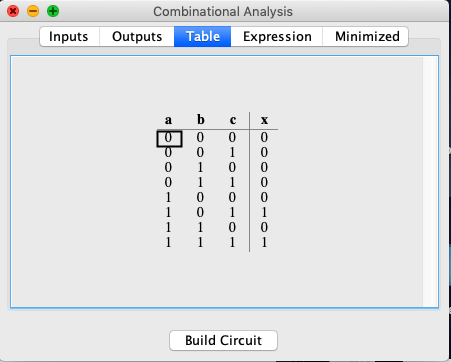 Combinational Analysis
Inputs Outputs Table Expression Minimized
a b c x
0 0 0 0
0 0 1 0
0 1 0 0
0 1 1 0
1 0 0 0
1 0 1 1
1 1 0 0
1 1 1 1
Build Circuit